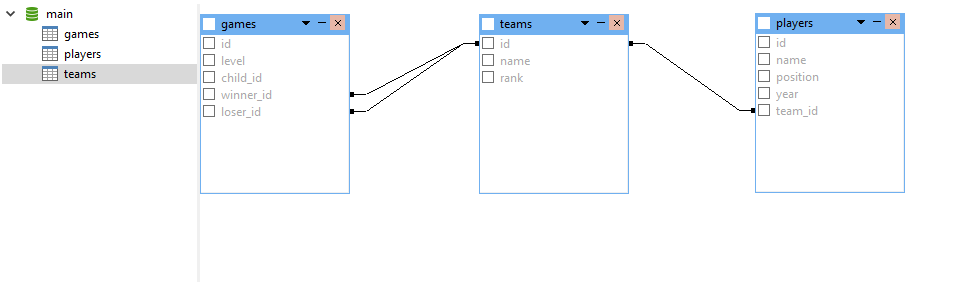 main
games
players
teams
games
id
level
child_id
winner_id
loser_id
teams
id
name
rank
players
id
name
position
year
team_id